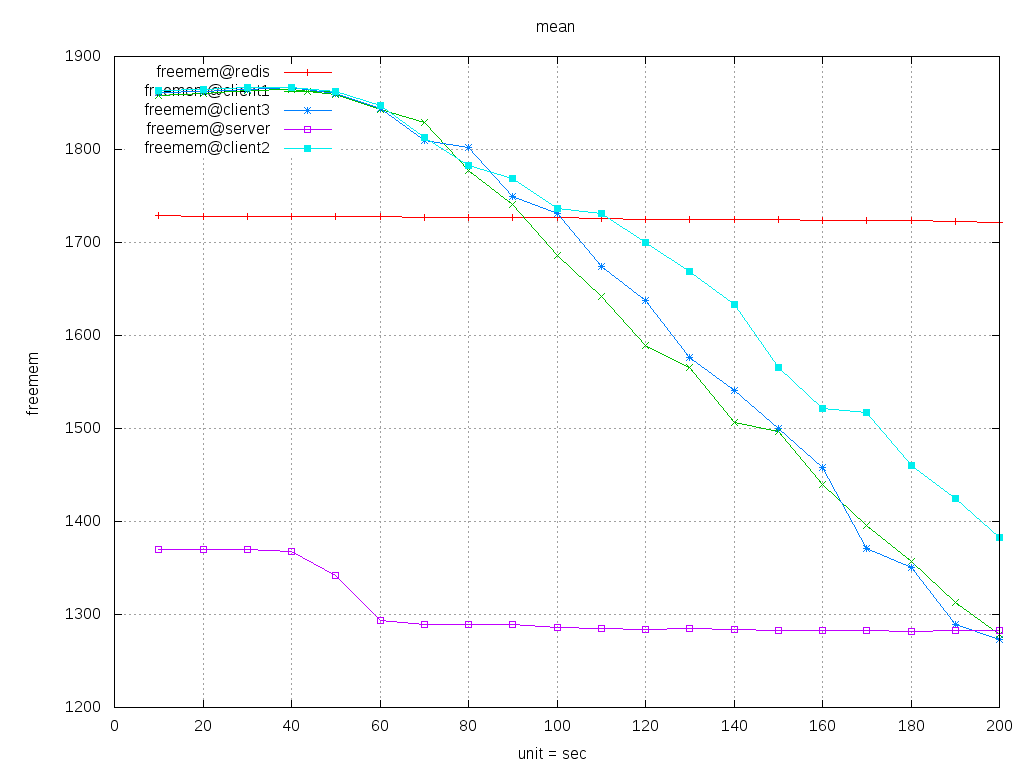 mean
1900
1800
1700
1600
1500
1400
1300
1200
freemem
freemem@redis
freemem@client1
freemem@client3
freemem@server
freemem@client2
0 20 40 60 80 100 120 140 160 180 200
unit = sec